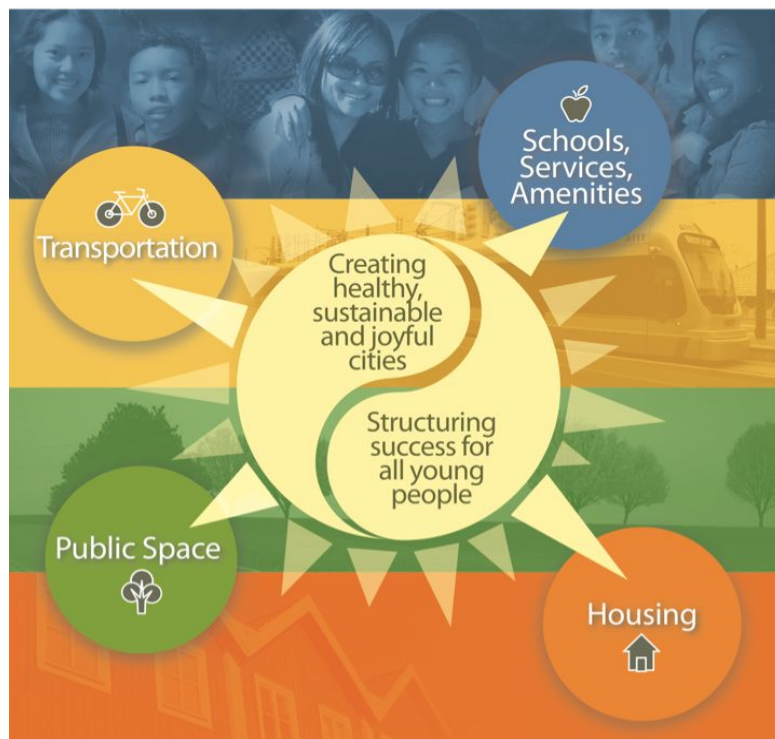 Schools,
Services,
Amenities
Transportation
Creating
healthy,
sustainable
and joyful
cities
Structuring
success for
all young
people
Public Space
Housing